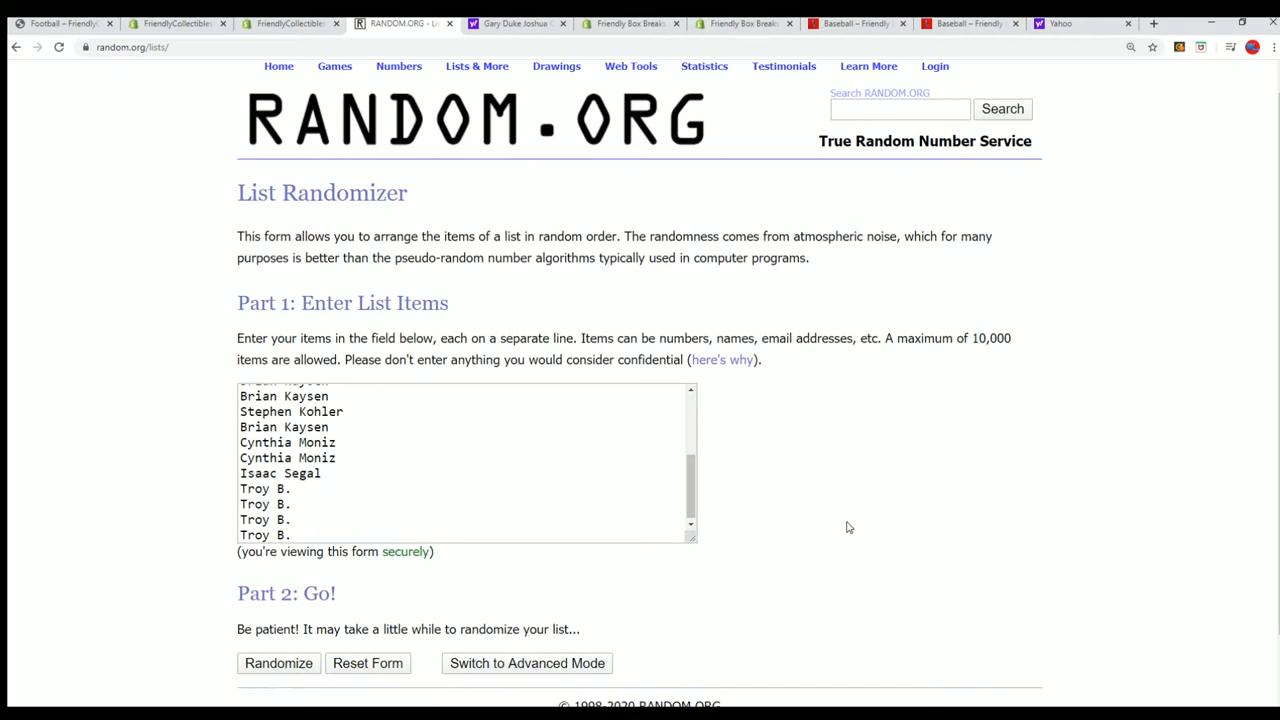 Football – FriendlyC
FriendlyCollectibles
FriendlyCollectibles
RANDOM.ORG - Lis
Gary Duke Joshua C
Friendly Box Breaks
Friendly Box Breaks
Baseball – Friendly
Baseball – Friendly
Yahoo
random.org/lists/
Home Games Numbers Lists & More Drawings Web Tools Statistics Testimonials Learn More Login
RANDOM.ORG
Search RANDOM.ORG
Search
True Random Number Service
List Randomizer
This form allows you to arrange the items of a list in random order. The randomness comes from atmospheric noise, which for many
purposes is better than the pseudo-random number algorithms typically used in computer programs.
Part 1: Enter List Items
Enter your items in the field below, each on a separate line. Items can be numbers, names, email addresses, etc. A maximum of 10,000
items are allowed. Please don't enter anything you would consider confidential (here's why).
Brian Kaysen
Brian Kaysen
Stephen Kohler
Brian Kaysen
Cynthia Moniz
Cynthia Moniz
Isaac Segal
Troy B.
Troy B.
Troy B.
Troy B.
(you're viewing this form securely)
Part 2: Go!
Be patient! It may take a little while to randomize your list...
Randomize Reset Form Switch to Advanced Mode
© 1998-2020 RANDOM.ORG